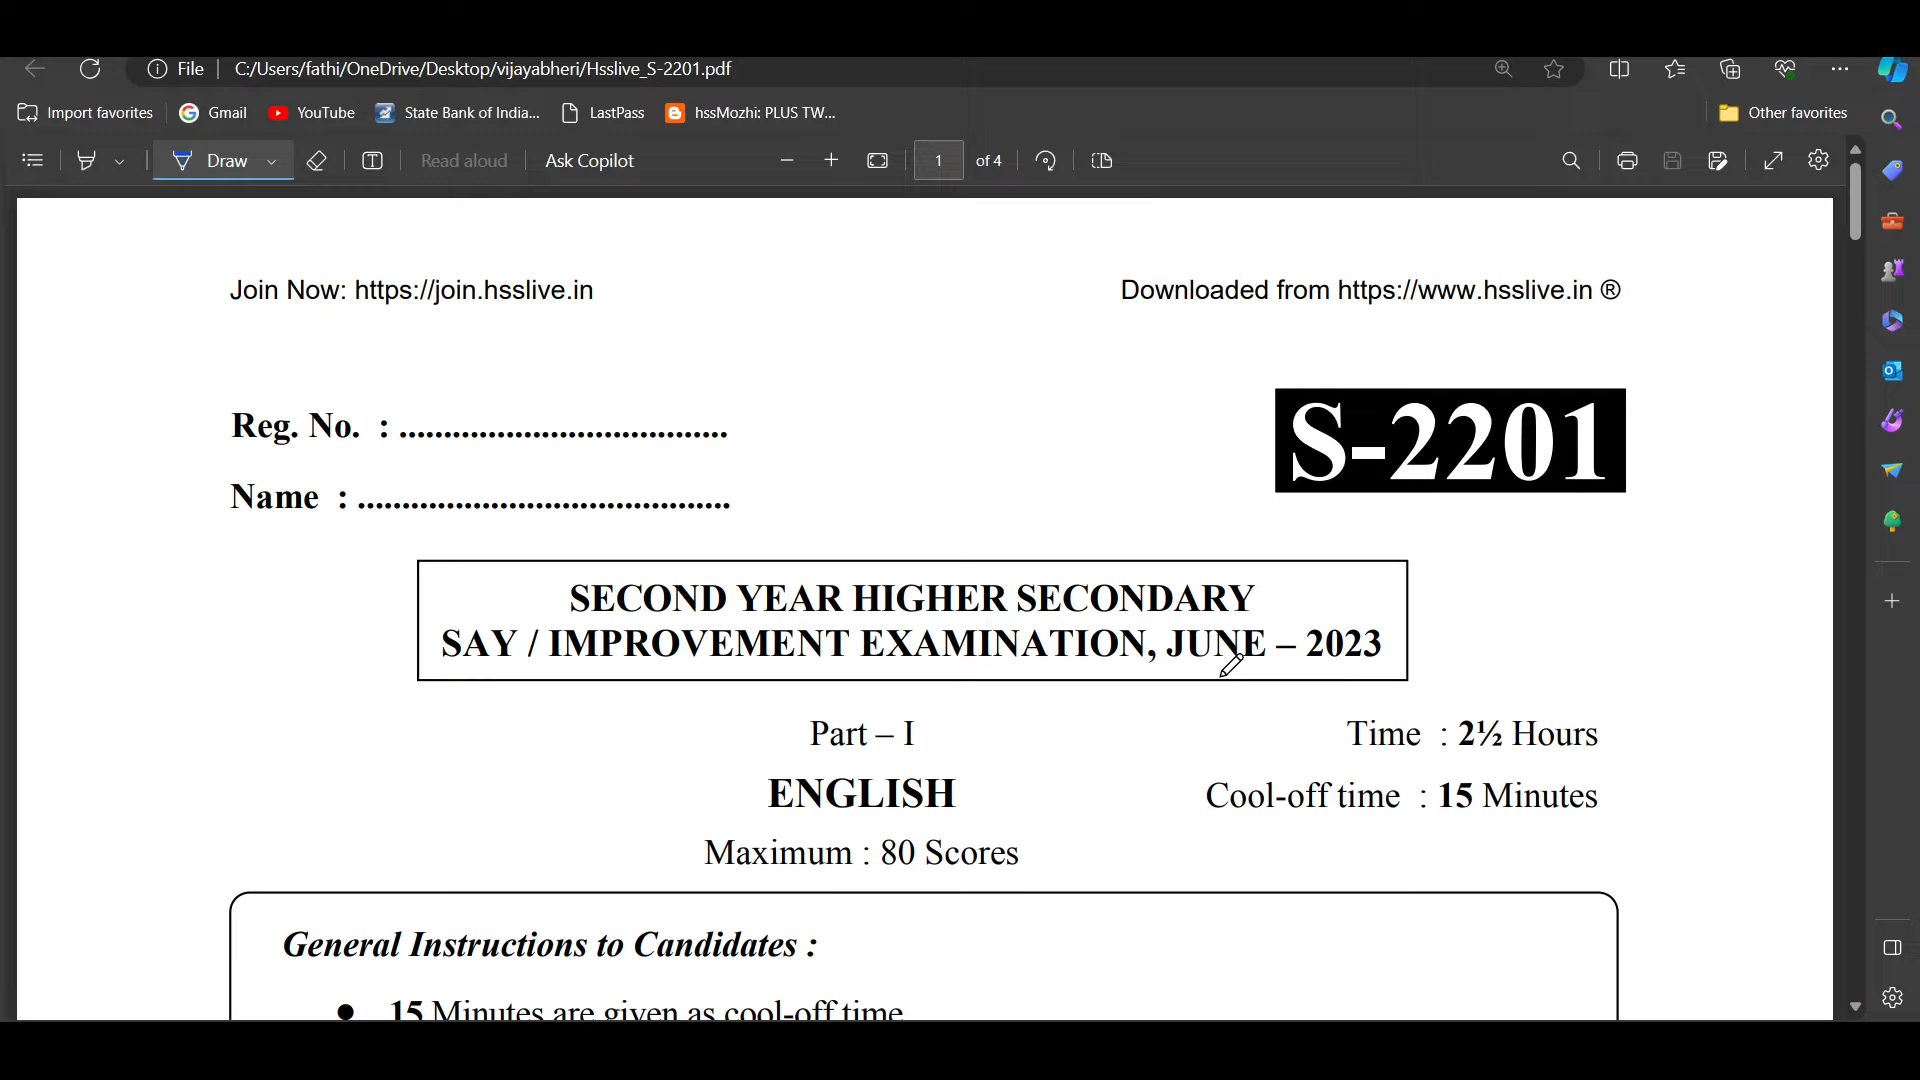 File C:/Users/fathi/OneDrive/Desktop/vijayabheri/Hsslive_S-2201.pdf
Import favorites Gmail YouTube State Bank of India... LastPass hssMozhi: PLUS TW... Other favorites
Draw Read aloud Ask Copilot 1 of 4
Join Now: https://join.hsslive.in Downloaded from https://www.hsslive.in ®
Reg. No. : .....................................
S-2201
Name : ..........................................
SECOND YEAR HIGHER SECONDARY
SAY / IMPROVEMENT EXAMINATION, JUNE – 2023
Part – I Time : 2½ Hours
ENGLISH Cool-off time : 15 Minutes
Maximum : 80 Scores
General Instructions to Candidates :
● 15 Minutes are given as cool-off time